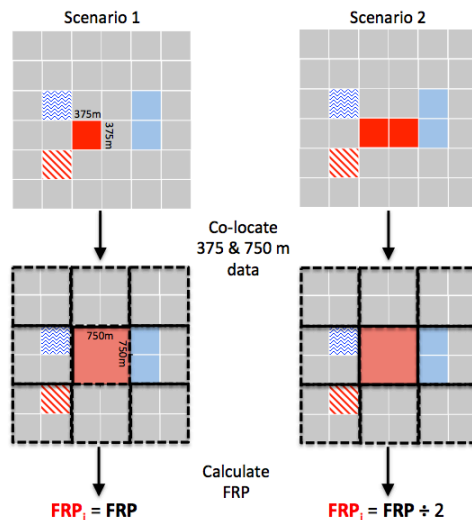 Scenario 1
Scenario 2
375m
375m
Co-locate
375 & 750 m
data
750m
750m
Calculate
FRP
FRPi = FRP
FRPi = FRP ÷ 2